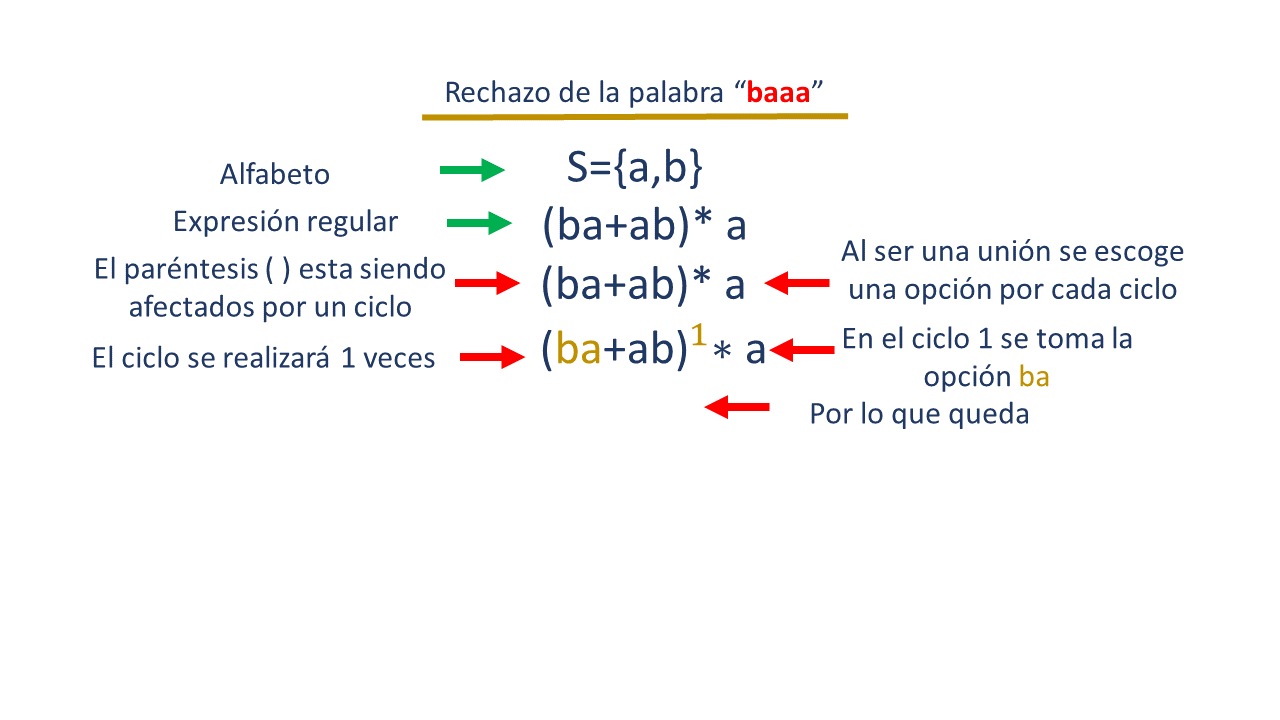 Rechazo de la palabra “baaa”
Alfabeto
S={a,b}
Expresión regular
(ba+ab)* a
El paréntesis ( ) esta siendo
afectados por un ciclo
(ba+ab)* a
Al ser una unión se escoge
una opción por cada ciclo
El ciclo se realizará 1 veces
(ba+ab)¹∗ a
En el ciclo 1 se toma la
opción ba
Por lo que queda